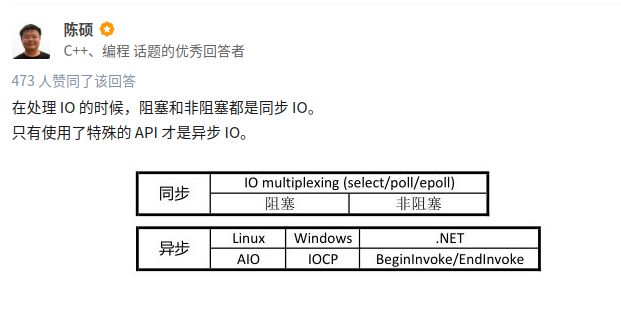 陈硕
C++、编程 话题的优秀回答者
473 人赞同了该回答
在处理 IO 的时候，阻塞和非阻塞都是同步 IO。
只有使用了特殊的 API 才是异步 IO。
同步
IO multiplexing (select/poll/epoll)
阻塞 非阻塞
异步
Linux Windows .NET
AIO IOCP BeginInvoke/EndInvoke